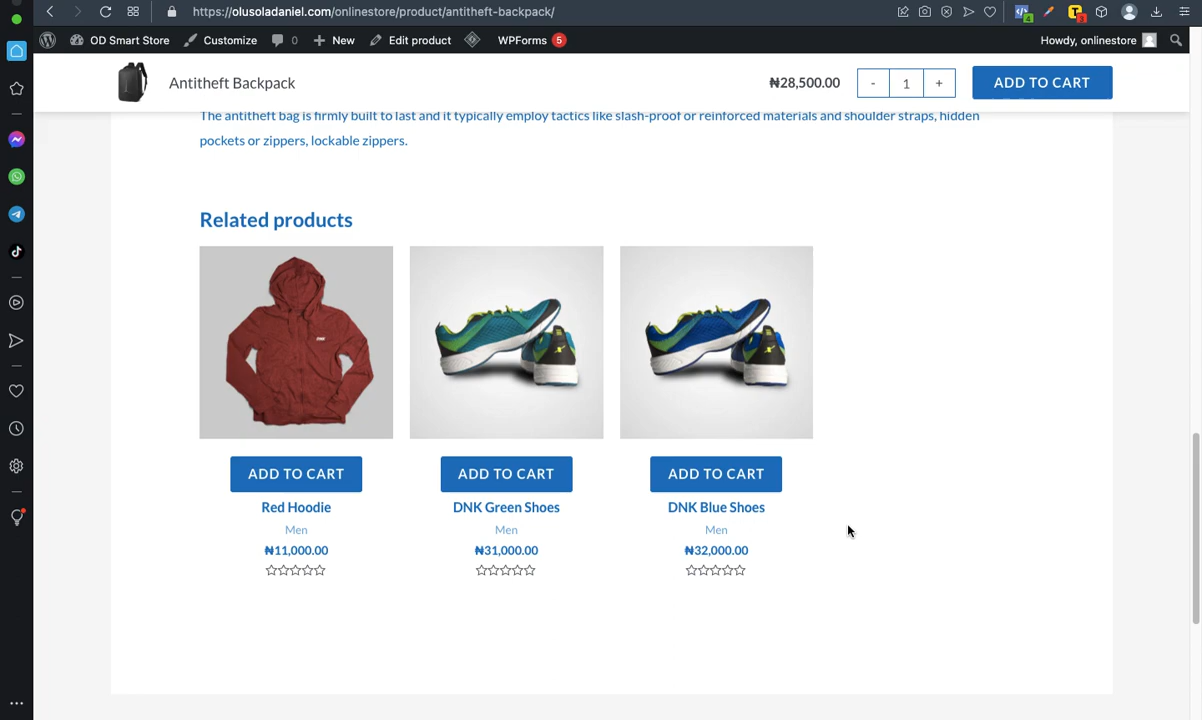 https://olusoladaniel.com/onlinestore/product/antitheft-backpack/
4
3
OD Smart Store Customize 0 New Edit product WPForms 5 Howdy, onlinestore
Antitheft Backpack ₦28,500.00 - 1 + ADD TO CART
The antitheft bag is firmly built to last and it typically employ tactics like slash-proof or reinforced materials and shoulder straps, hidden
pockets or zippers, lockable zippers.
Related products
ADD TO CART ADD TO CART ADD TO CART
Red Hoodie DNK Green Shoes DNK Blue Shoes
Men Men Men
₦11,000.00 ₦31,000.00 ₦32,000.00